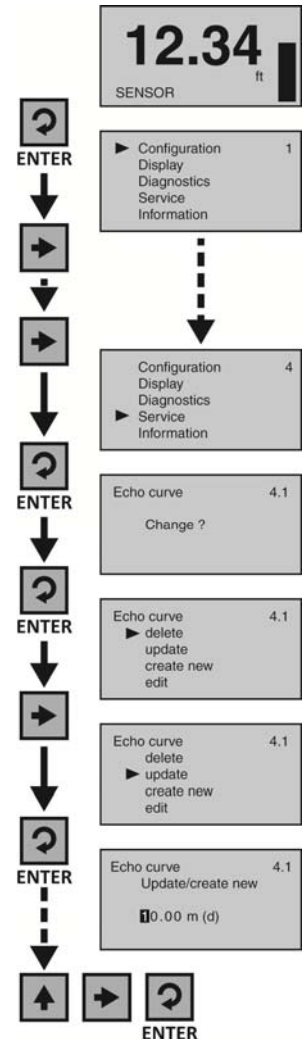 12.34
ft
SENSOR
ENTER
Configuration 1
Display
Diagnostics
Service
Information
Configuration 4
Display
Diagnostics
Service
Information
ENTER
Echo curve 4.1
Change ?
ENTER
Echo curve 4.1
delete
update
create new
edit
Echo curve 4.1
delete
update
create new
edit
ENTER
Echo curve 4.1
Update/create new
10.00 m (d)
ENTER